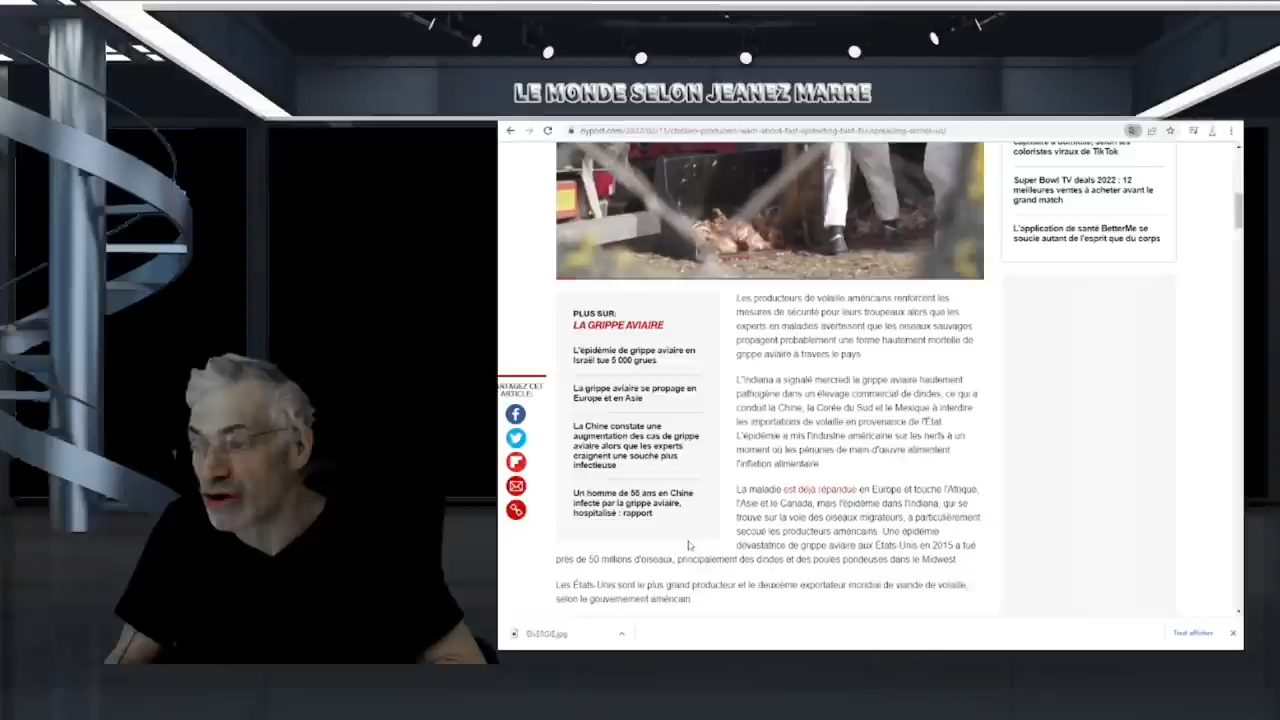 LE MONDE SELON JEANEZ MARRE
coloristes viraux de TikTok
Super Bowl TV deals 2022 : 12
meilleures ventes à acheter avant le
grand match
L'application de santé BetterMe se
soucie autant de l'esprit que du corps
PLUS SUR:
LA GRIPPE AVIAIRE
L'épidémie de grippe aviaire en
Israël tue 5 000 grues
La grippe aviaire se propage en
Europe et en Asie
La Chine constate une
augmentation des cas de grippe
aviaire alors que les experts
craignent une souche plus
infectieuse
Un homme de 55 ans en Chine
infecté par la grippe aviaire,
hospitalisé : rapport
ARTAGEZ CET
ARTICLE:
Les producteurs de volaille américains renforcent les
mesures de sécurité pour leurs troupeaux alors que les
experts en maladies avertissent que les oiseaux sauvages
propagent probablement une forme hautement mortelle de
grippe aviaire à travers le pays
L'Indiana a signalé mercredi la grippe aviaire hautement
pathogène dans un élevage commercial de dindes, ce qui a
conduit la Chine, la Corée du Sud et le Mexique à interdire
les importations de volaille en provenance de l'État
L'épidémie a mis l'industrie américaine sur les nerfs à un
moment où les pénuries de main-d'œuvre alimentent
l'inflation alimentaire
La maladie est déjà répandue en Europe et touche l'Afrique,
l'Asie et le Canada, mais l'épidémie dans l'Indiana, qui se
trouve sur la voie des oiseaux migrateurs, a particulièrement
secoué les producteurs américains. Une épidémie
dévastatrice de grippe aviaire aux États-Unis en 2015 a tué
près de 50 millions d'oiseaux, principalement des dindes et des poules pondeuses dans le Midwest
Les États-Unis sont le plus grand producteur et le deuxième exportateur mondial de viande de volaille,
selon le gouvernement américain.
Tout afficher